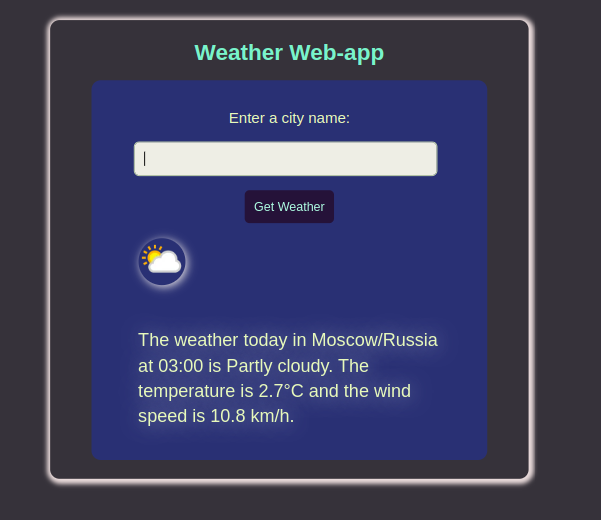 Weather Web-app
Enter a city name:
Get Weather
The weather today in Moscow/Russia
at 03:00 is Partly cloudy. The
temperature is 2.7°C and the wind
speed is 10.8 km/h.